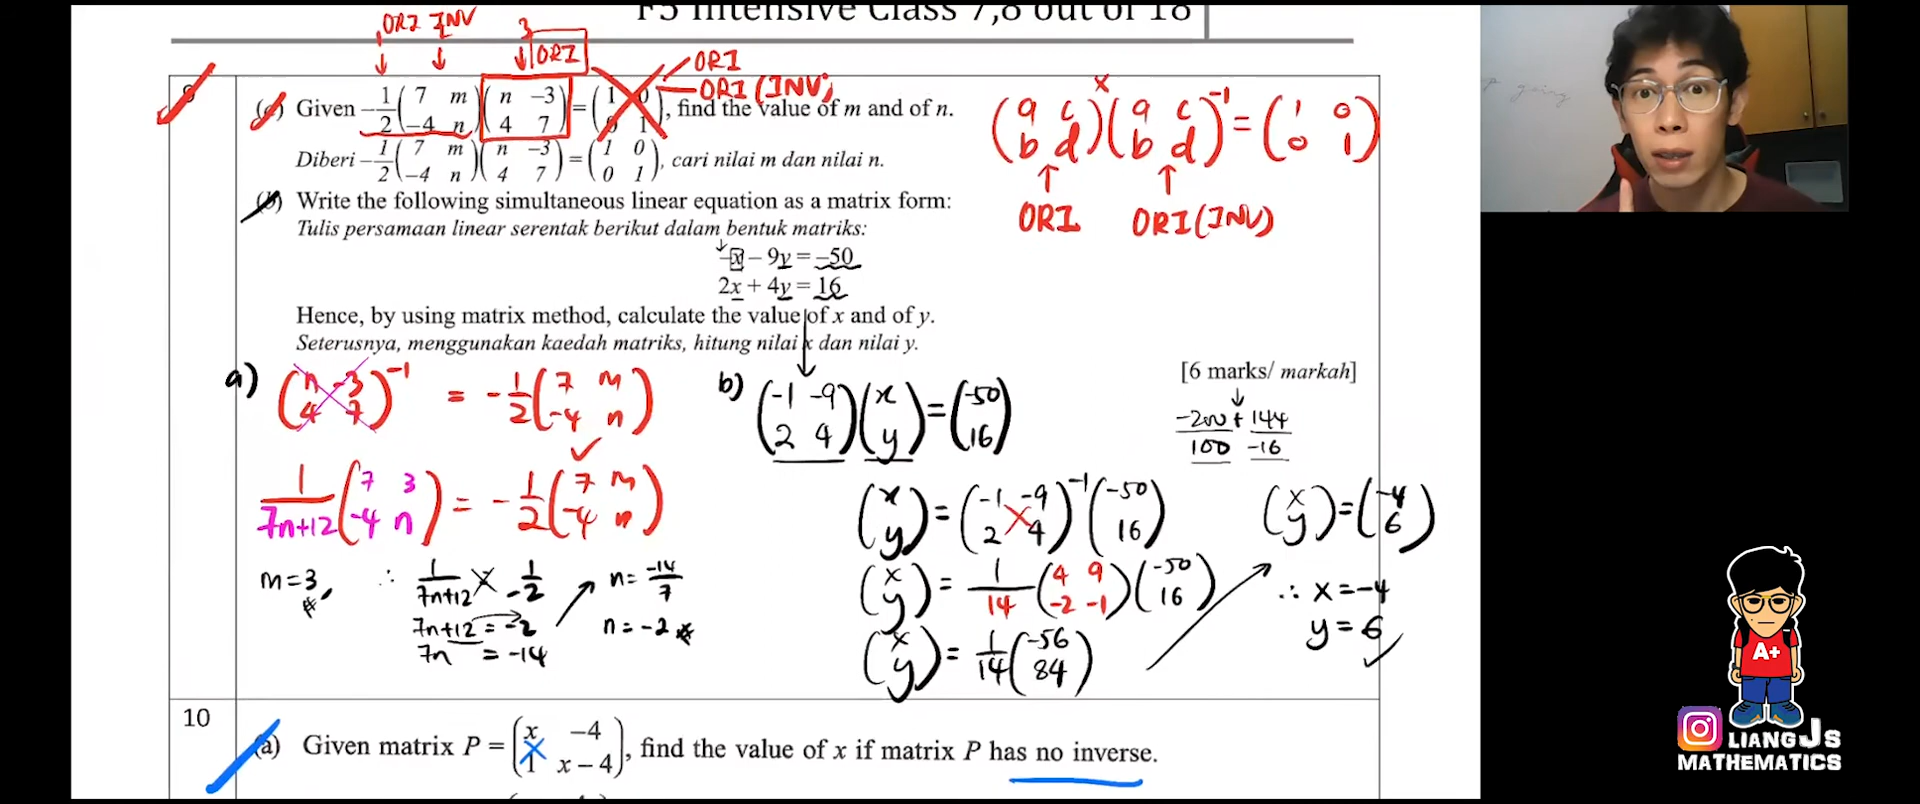 F5 Intensive Class 7,8 out of 18
ORI INV 3
ORI
ORI
ORI (INV)
9
(a) Given -1/2 (7 m; -4 n)(n -3; 4 7) = (1 0; 0 1), find the value of m and of n.
Diberi -1/2 (7 m; -4 n)(n -3; 4 7) = (1 0; 0 1), cari nilai m dan nilai n.
(a c; b d) x (a c; b d)^-1 = (1 0; 0 1)
ORI ORI (INV)
(b) Write the following simultaneous linear equation as a matrix form:
Tulis persamaan linear serentak berikut dalam bentuk matriks:
-x - 9y = -50
2x + 4y = 16
Hence, by using matrix method, calculate the value of x and of y.
Seterusnya, menggunakan kaedah matriks, hitung nilai x dan nilai y.
[6 marks/ markah]
a) (n -3; 4 7)^-1 = -1/2 (7 m; -4 n)
1/(7n+12) (7 3; -4 n) = -1/2 (7 m; -4 n)
m=3
∴ 1/(7n+12) = 1/-2
7n+12 = -2
7n = -14
n= -14/7
n= -2
b) (-1 -9; 2 4)(x; y) = (-50; 16)
(x; y) = (-1 -9; 2 4)^-1 (-50; 16)
(x; y) = 1/14 (4 9; -2 -1)(-50; 16)
(x; y) = 1/14 (-56; 84)
-200 + 144
100 -16
(x; y) = (-4; 6)
∴ x=-4
y=6
10
(a) Given matrix P = (x -4; 1 x-4), find the value of x if matrix P has no inverse.
A+
LIANG JS
MATHEMATICS